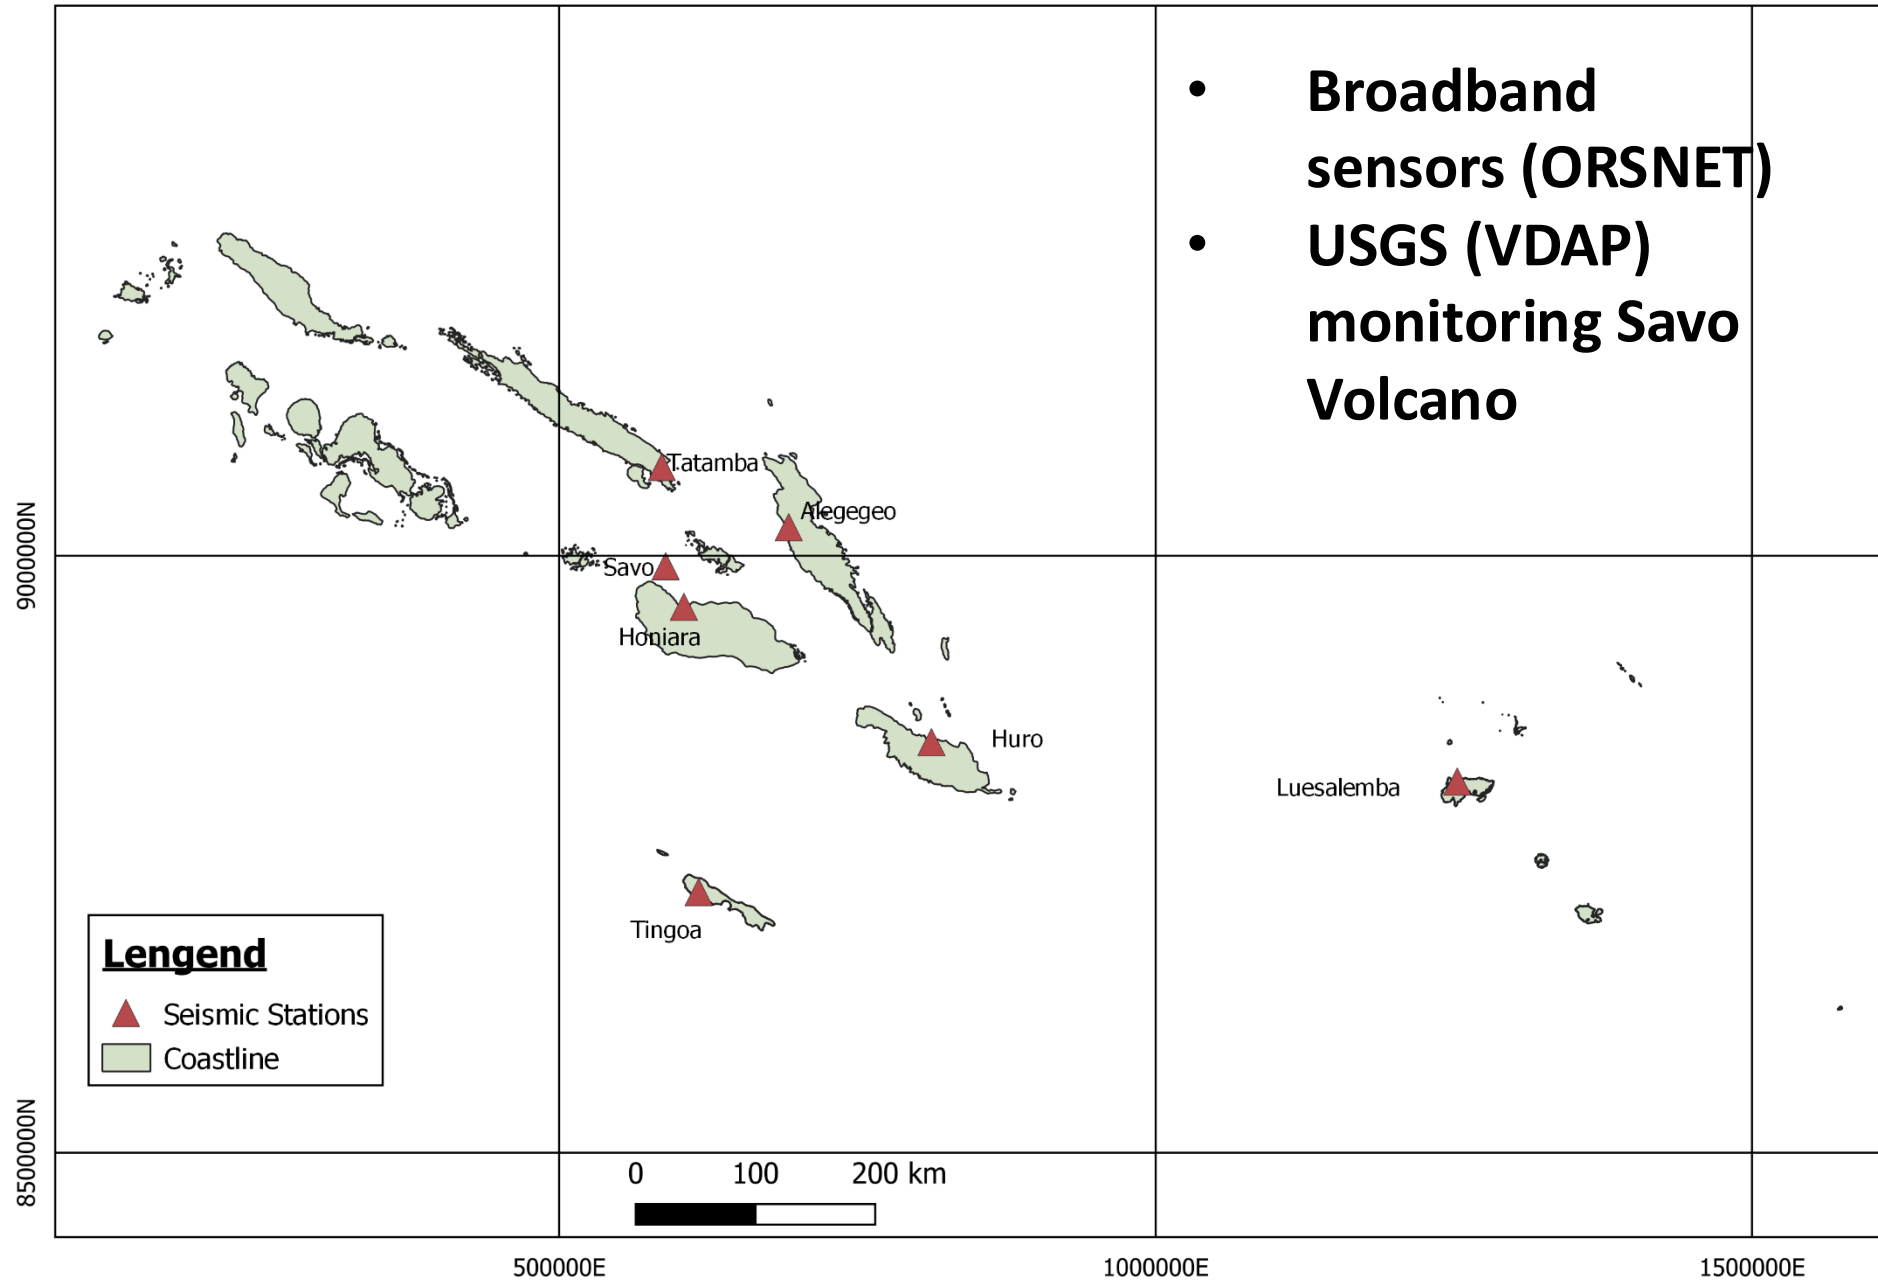 • Broadband
sensors (ORSNET)
• USGS (VDAP)
monitoring Savo
Volcano
Tatamba
Alegegeo
Savo
Honiara
Huro
Luesalemba
Tingoa
Lengend
Seismic Stations
Coastline
0 100 200 km
9000000N
8500000N
500000E 1000000E 1500000E